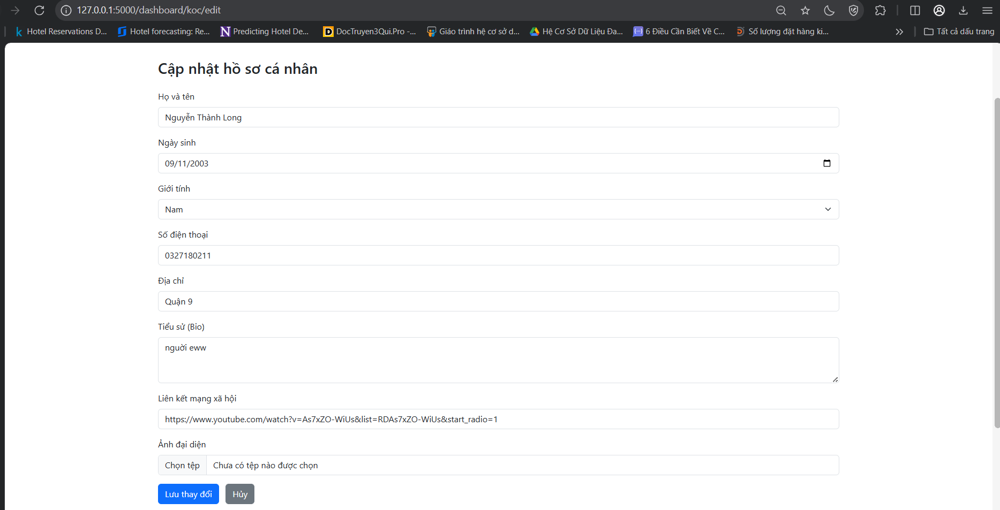 127.0.0.1:5000/dashboard/koc/edit
Hotel Reservations D... Hotel forecasting: Re... Predicting Hotel De... DocTruyen3Qui.Pro -... Giáo trình hệ cơ sở d... Hệ Cơ Sở Dữ Liệu Đa... 6 Điều Cần Biết Về C... Số lượng đặt hàng ki... Tất cả dấu trang
Cập nhật hồ sơ cá nhân
Họ và tên
Nguyễn Thành Long
Ngày sinh
09/11/2003
Giới tính
Nam
Số điện thoại
0327180211
Địa chỉ
Quận 9
Tiểu sử (Bio)
nguời eww
Liên kết mạng xã hội
https://www.youtube.com/watch?v=As7xZO-WiUs&list=RDAs7xZO-WiUs&start_radio=1
Ảnh đại diện
Chọn tệp Chưa có tệp nào được chọn
Lưu thay đổi Hủy